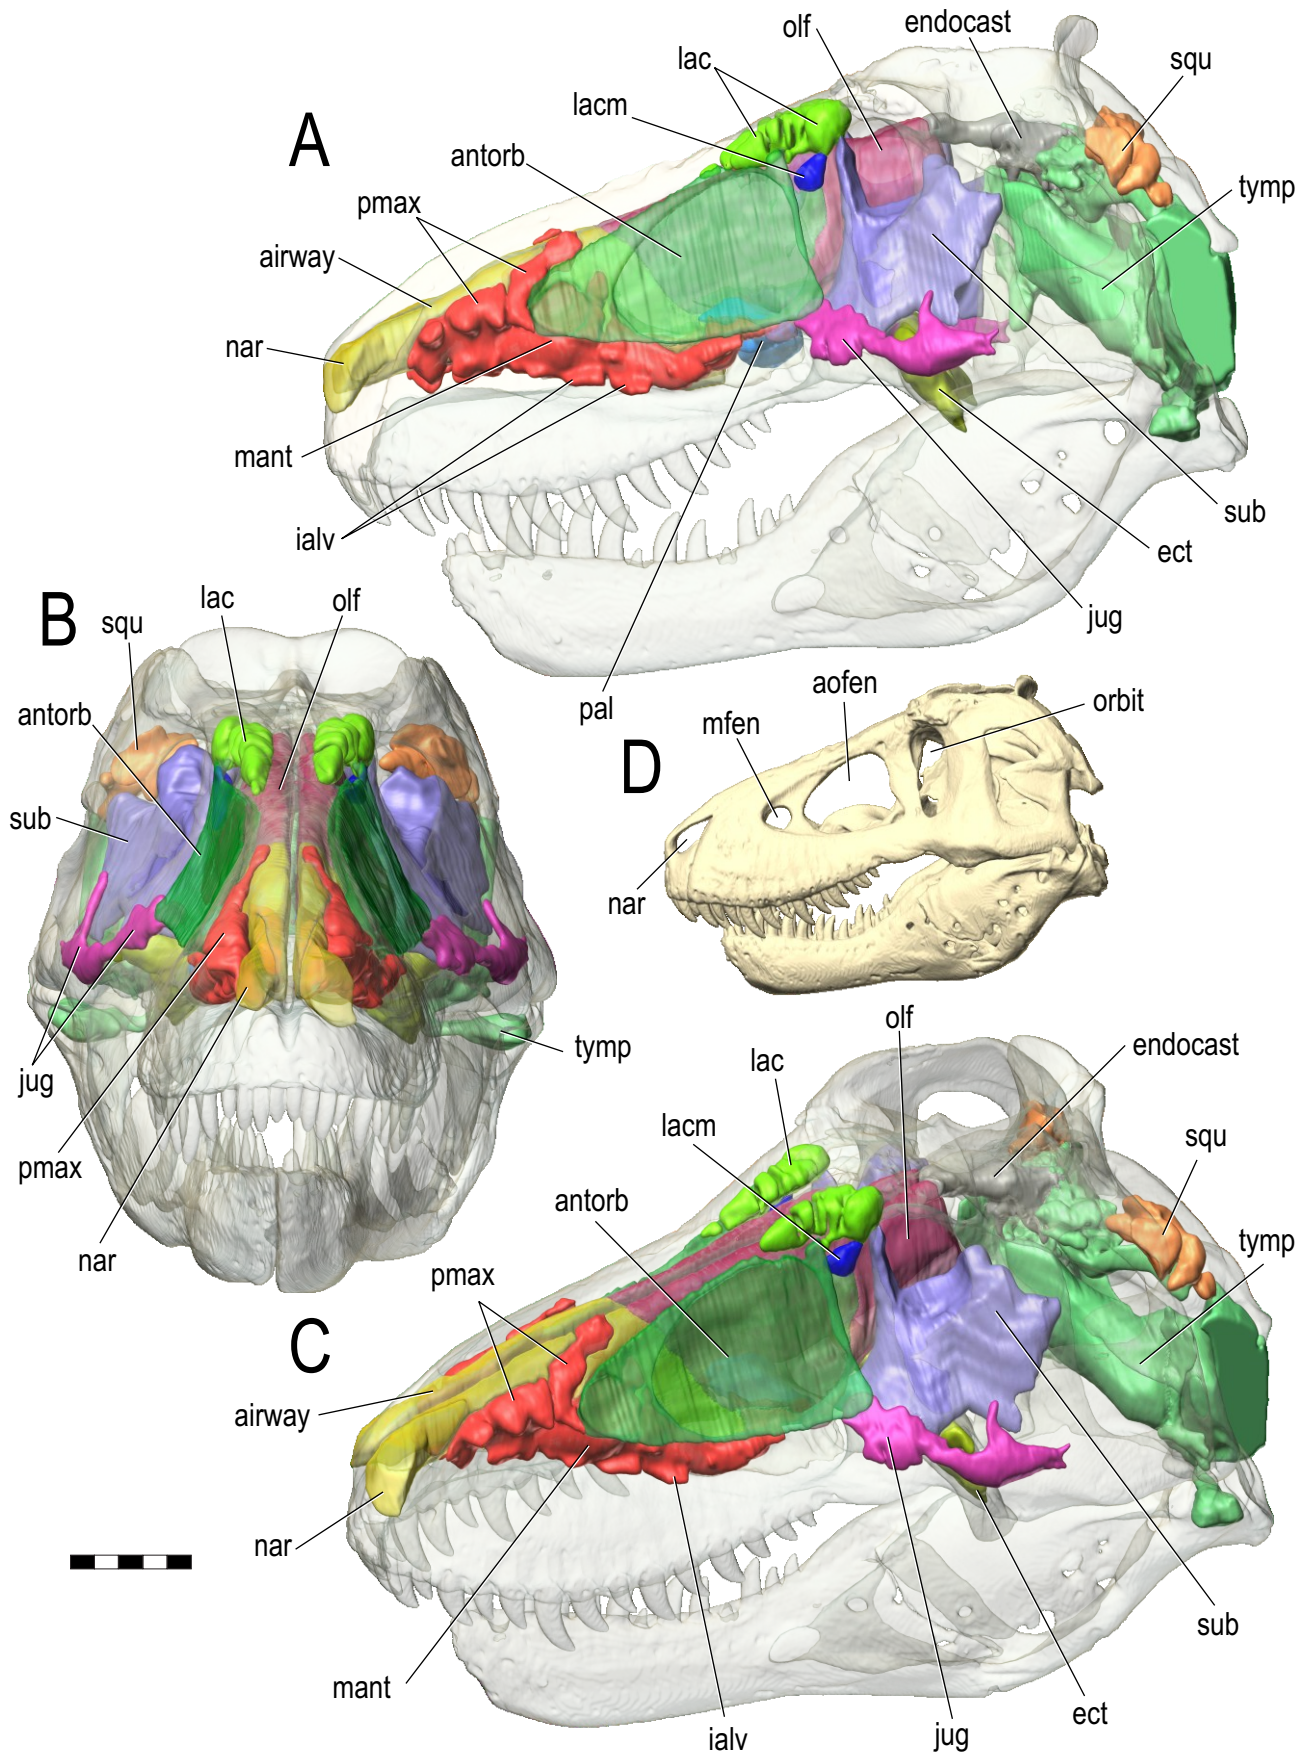 A
olf
endocast
lac
squ
lacm
antorb
tymp
pmax
airway
nar
mant
ialv
sub
ect
jug
pal
B
lac
olf
squ
antorb
sub
jug
tymp
pmax
nar
D
aofen
orbit
mfen
nar
C
olf
endocast
lac
lacm
squ
antorb
tymp
pmax
airway
nar
sub
mant
ect
ialv
jug